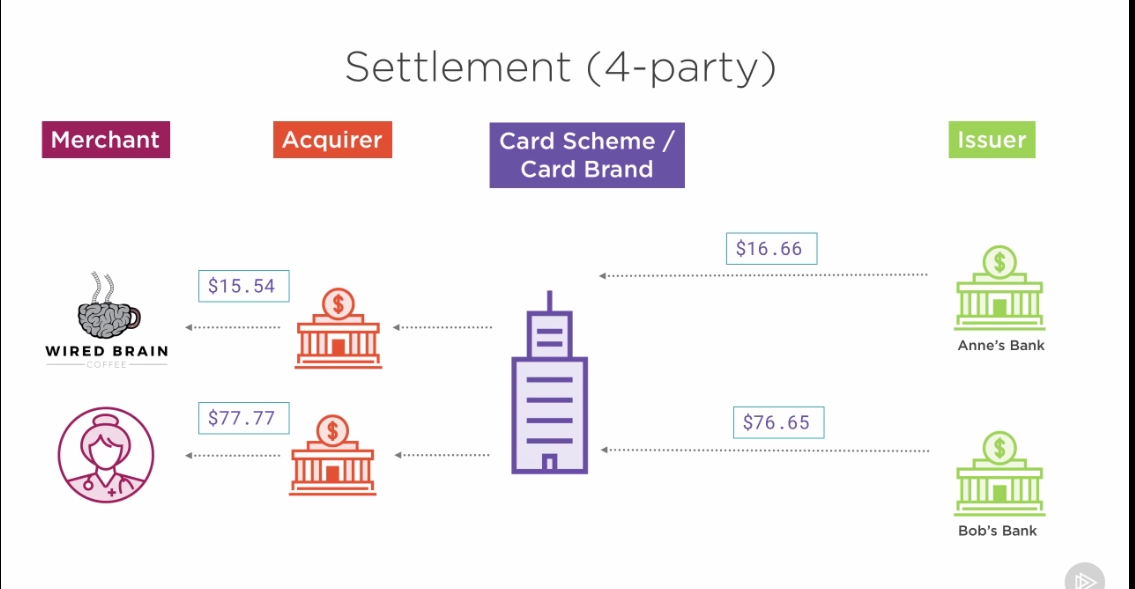 Settlement (4-party)
Merchant
Acquirer
Card Scheme /
Card Brand
Issuer
$16.66
$15.54
$
$
WIRED BRAIN
COFFEE
Anne's Bank
$77.77
$76.65
$
$
Bob's Bank